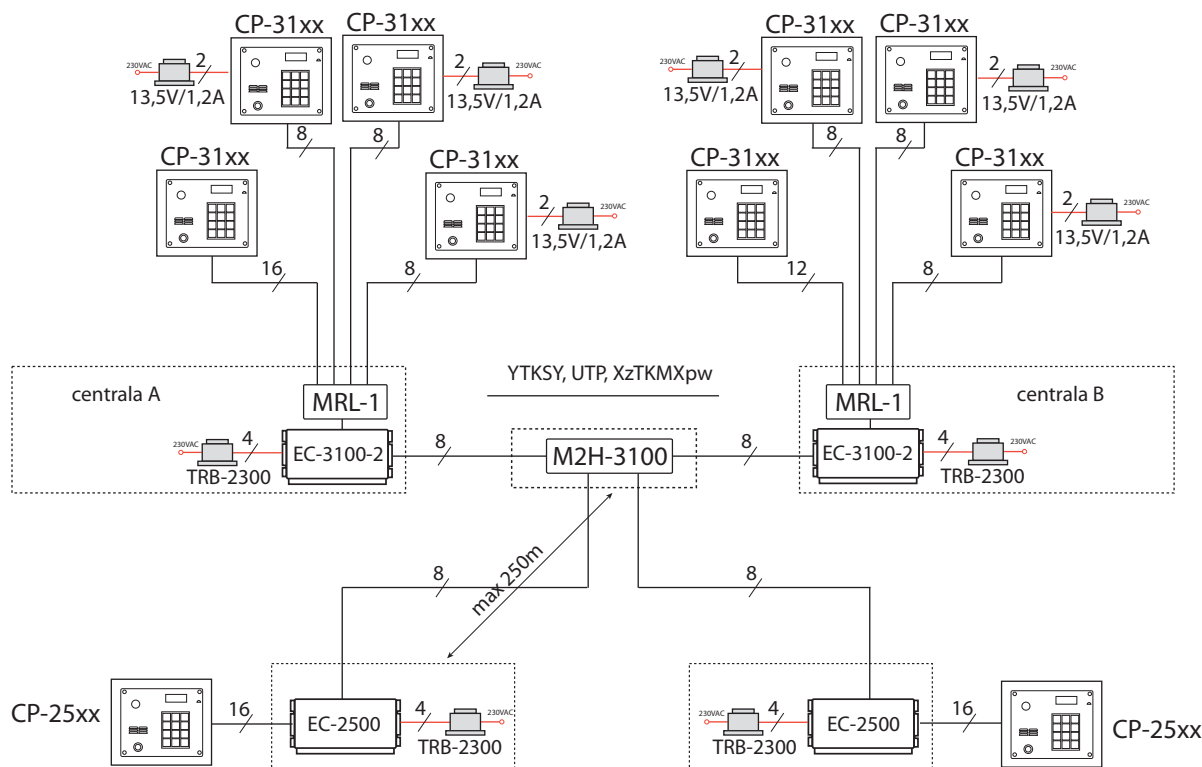 CP-31xx
CP-31xx
CP-31xx
CP-31xx
230VAC
2
2
230VAC
230VAC
2
2
230VAC
13,5V/1,2A
13,5V/1,2A
13,5V/1,2A
13,5V/1,2A
8
8
8
8
CP-31xx
CP-31xx
CP-31xx
CP-31xx
2
230VAC
2
230VAC
13,5V/1,2A
13,5V/1,2A
16
8
12
8
centrala A
MRL-1
YTKSY, UTP, XzTKMXpw
MRL-1
centrala B
230VAC
4
EC-3100-2
8
M2H-3100
8
EC-3100-2
4
230VAC
TRB-2300
TRB-2300
8
max 250m
8
CP-25xx
16
EC-2500
4
230VAC
TRB-2300
230VAC
4
EC-2500
16
TRB-2300
CP-25xx